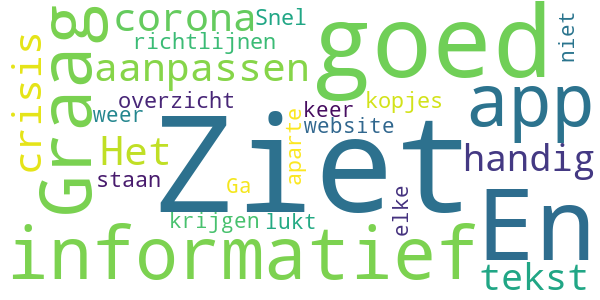 corona
Snel
niet
richtlijnen
goed
Graag
crisis
aanpassen
overzicht
keer
kopjes
app
weer
website
Ziet
Het
handig
staan
Ga
aparte
En
krijgen
lukt
elke
informatief
tekst